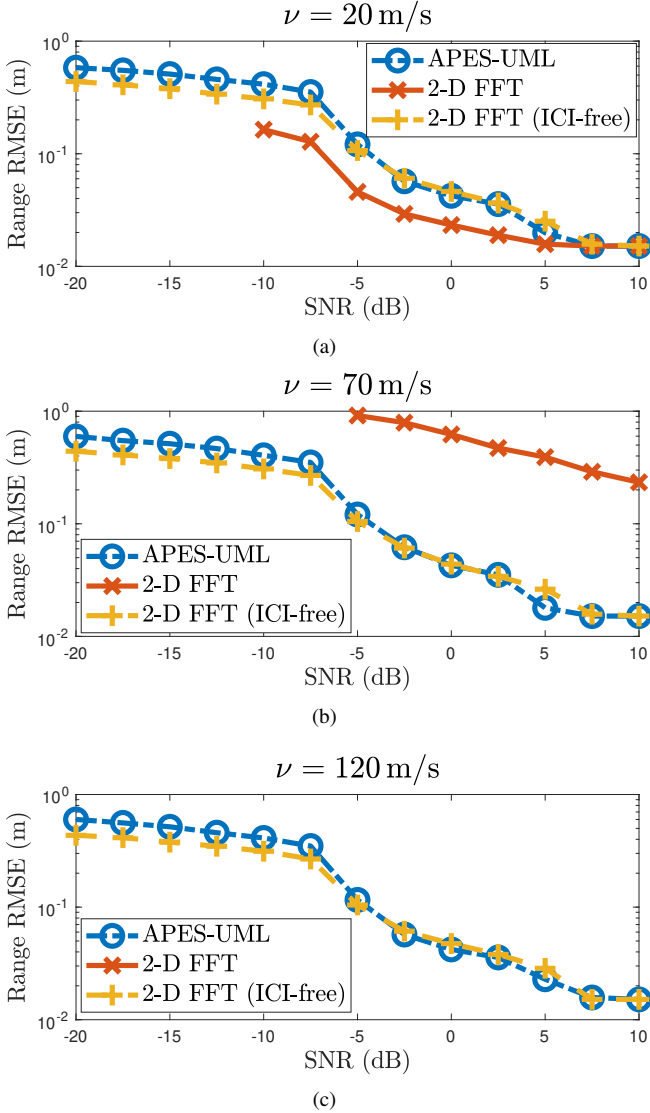 ν = 20 m/s
Range RMSE (m)
10^0
10^-1
10^-2
APES-UML
2-D FFT
2-D FFT (ICI-free)
-20 -15 -10 -5 0 5 10
SNR (dB)
(a)
ν = 70 m/s
Range RMSE (m)
10^0
10^-1
10^-2
APES-UML
2-D FFT
2-D FFT (ICI-free)
-20 -15 -10 -5 0 5 10
SNR (dB)
(b)
ν = 120 m/s
Range RMSE (m)
10^0
10^-1
10^-2
APES-UML
2-D FFT
2-D FFT (ICI-free)
-20 -15 -10 -5 0 5 10
SNR (dB)
(c)